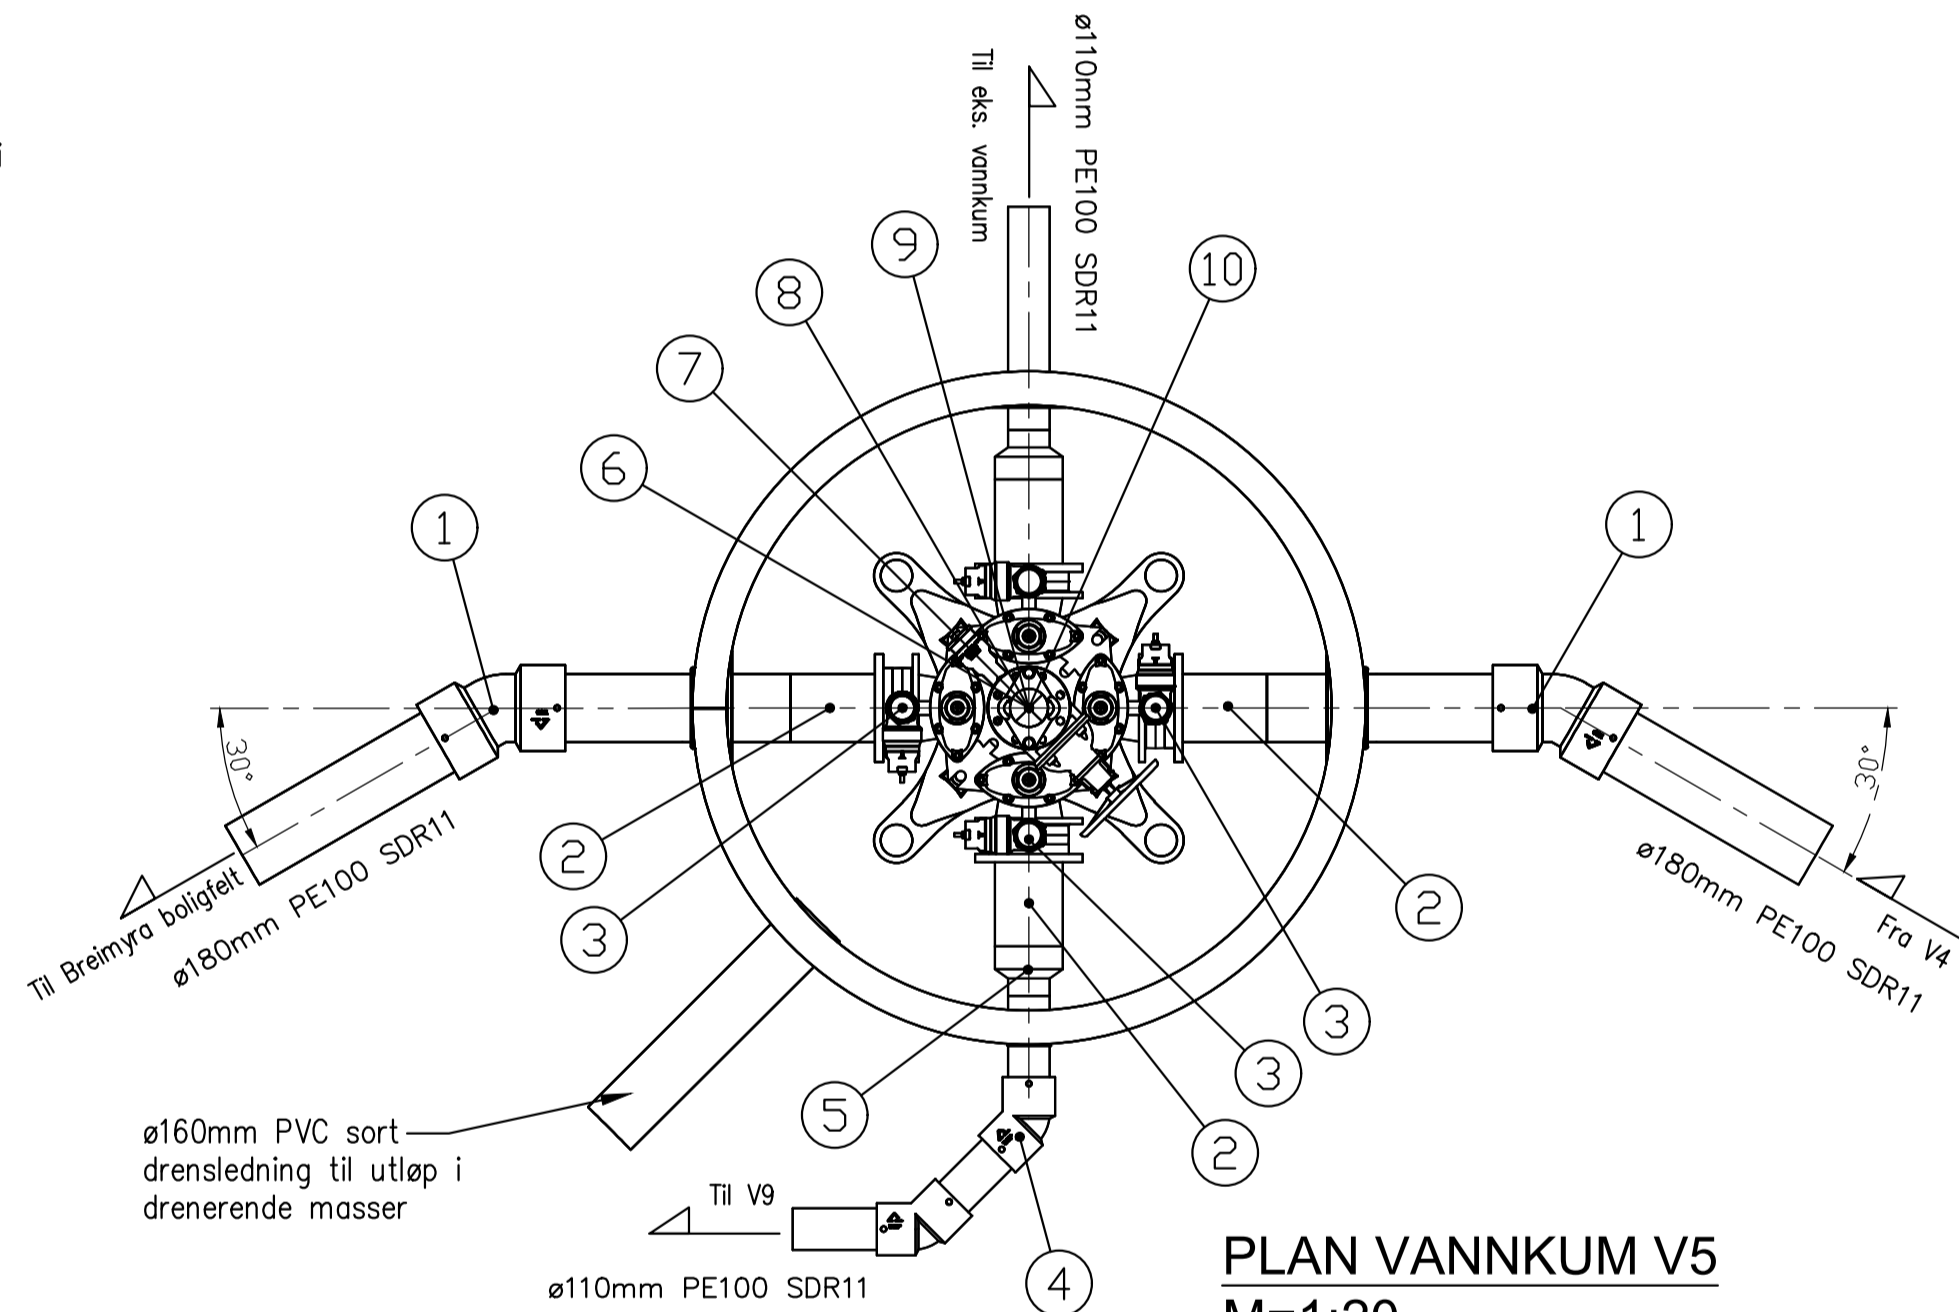 ø110mm PE100 SDR11
Til eks. vannkum
9
10
8
7
6
1
1
30°
30°
2
3
2
3
3
2
5
4
ø180mm PE100 SDR11
Til Breimyra boligfelt
ø180mm PE100 SDR11
Fra V4
ø160mm PVC sort
drensledning til utløp i
drenerende masser
Til V9
ø110mm PE100 SDR11
PLAN VANNKUM V5